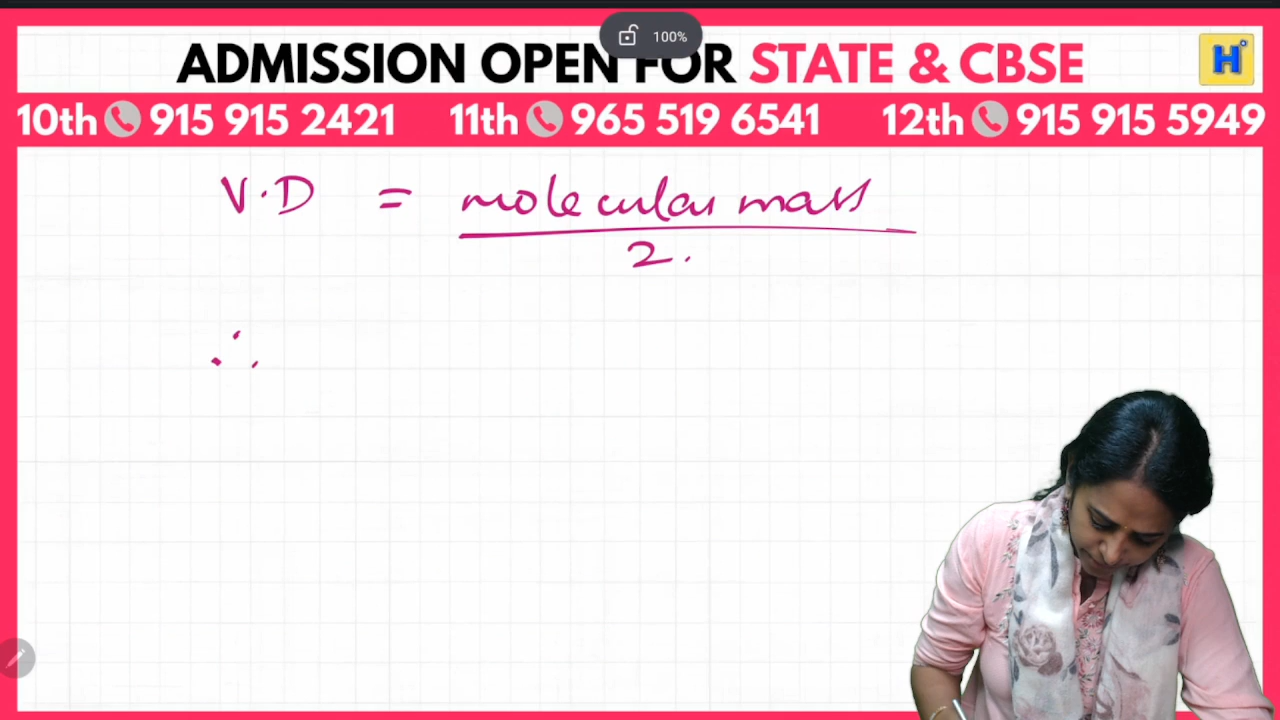 100%
ADMISSION OPEN FOR STATE & CBSE
H
10th 915 915 2421 11th 965 519 6541 12th 915 915 5949
V.D = molecular mass
2.
∴